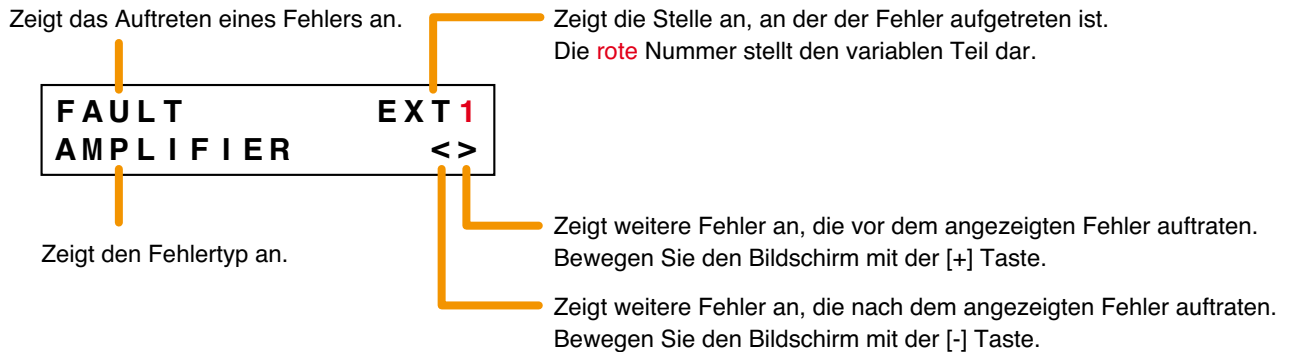 Zeigt das Auftreten eines Fehlers an.
Zeigt die Stelle an, an der der Fehler aufgetreten ist.
Die rote Nummer stellt den variablen Teil dar.
FAULT EXT1
AMPLIFIER <>
Zeigt den Fehlertyp an.
Zeigt weitere Fehler an, die vor dem angezeigten Fehler auftraten.
Bewegen Sie den Bildschirm mit der [+] Taste.
Zeigt weitere Fehler an, die nach dem angezeigten Fehler auftraten.
Bewegen Sie den Bildschirm mit der [-] Taste.